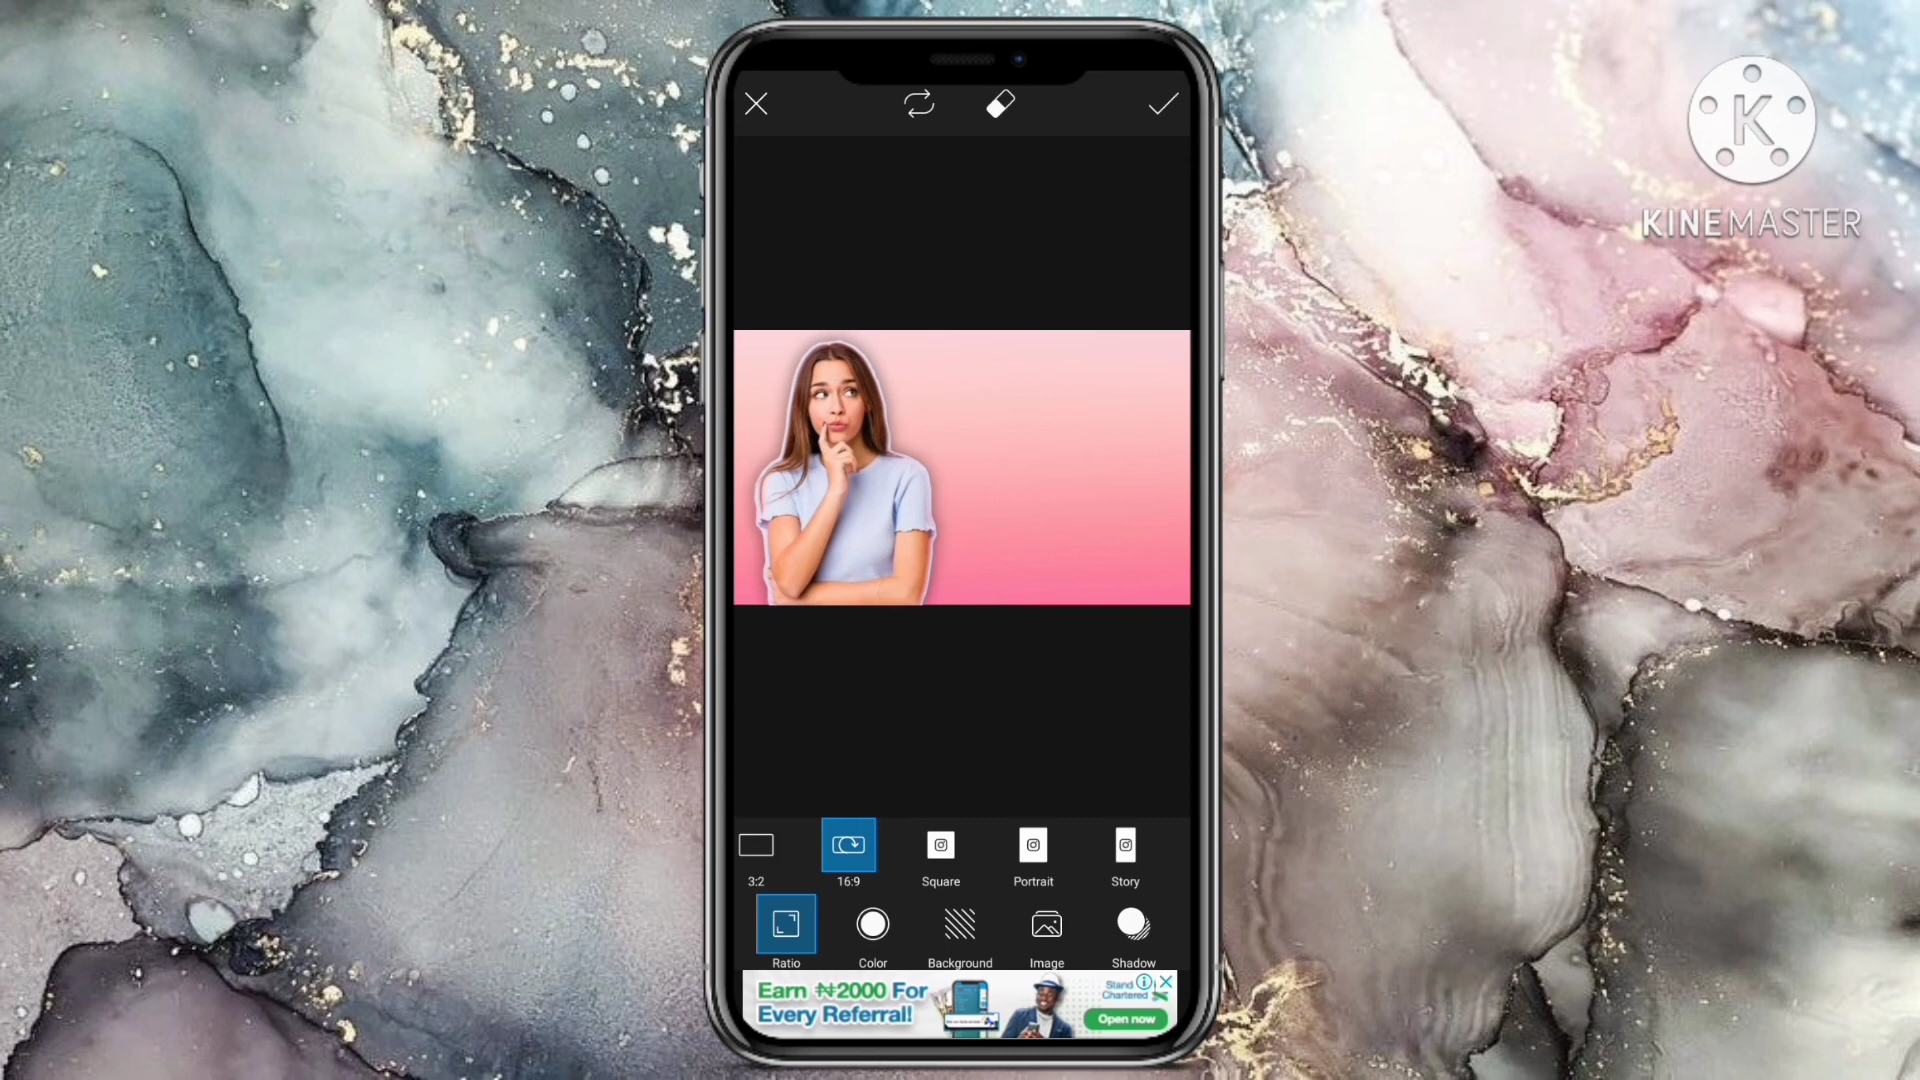 K
KINEMASTER
3:2
16:9
Square
Portrait
Story
Ratio
Color
Background
Image
Shadow
Earn ₦2000 For
Every Referral!
Stand
Chartered
Open now